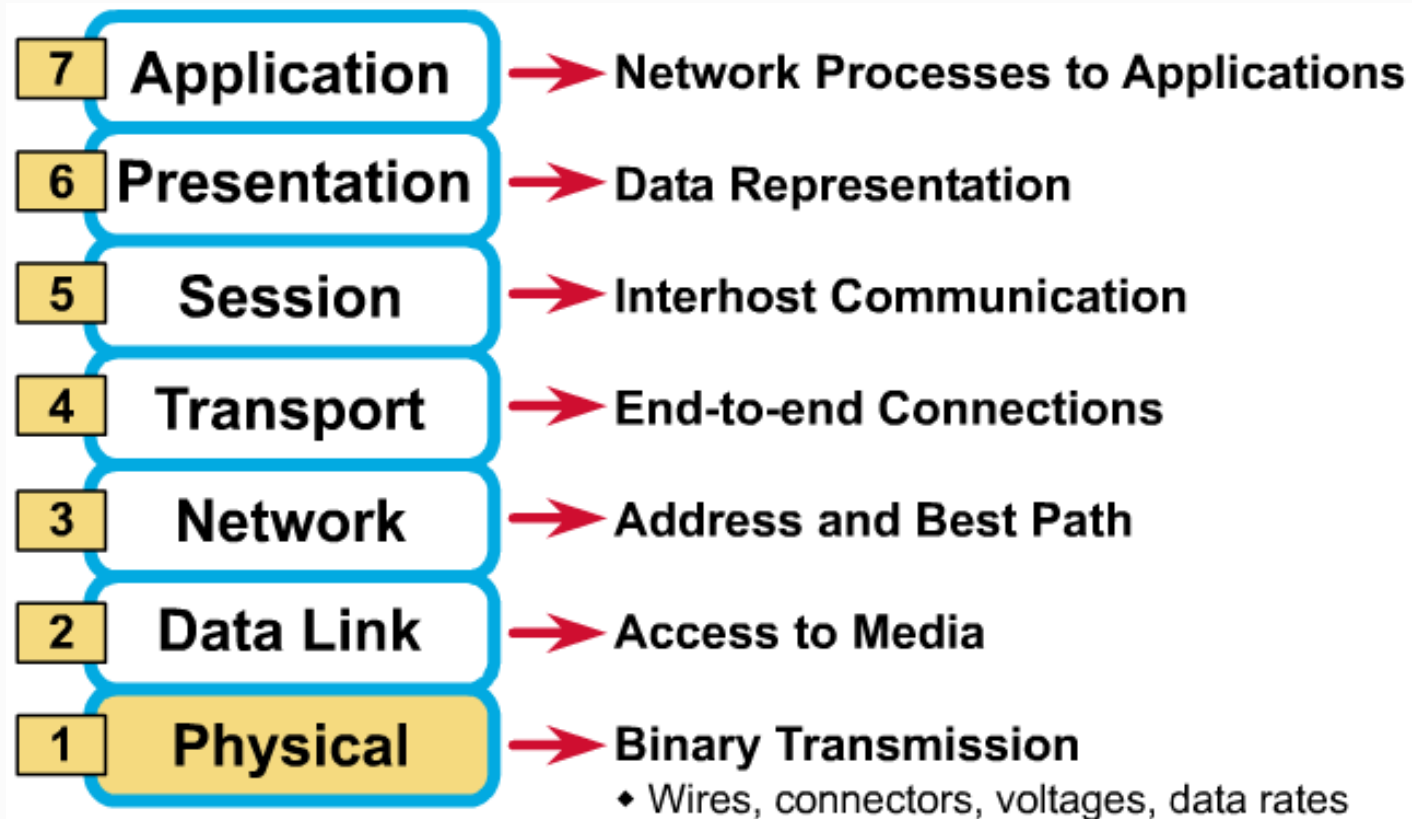 7 Application Network Processes to Applications
6 Presentation Data Representation
5 Session Interhost Communication
4 Transport End-to-end Connections
3 Network Address and Best Path
2 Data Link Access to Media
1 Physical Binary Transmission
◆ Wires, connectors, voltages, data rates